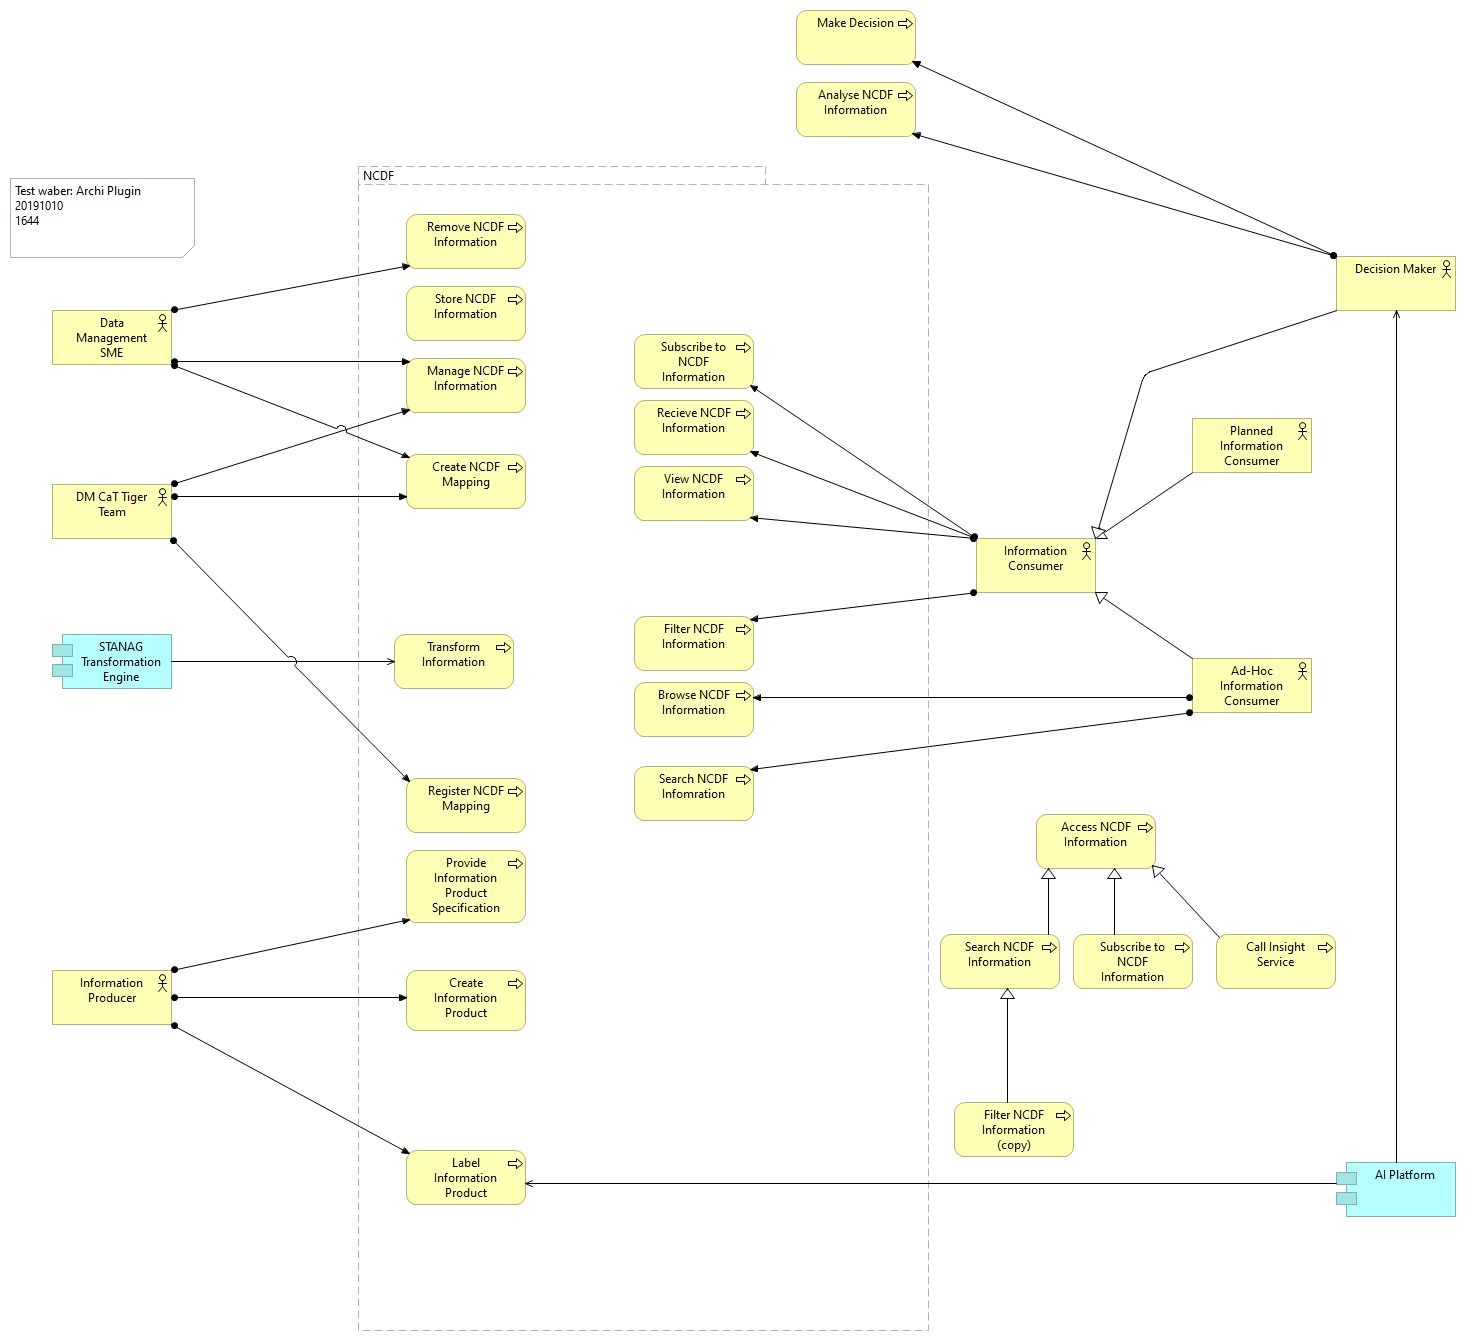 Make Decision
Analyse NCDF
Information
NCDF
Test waber: Archi Plugin
20191010
1644
Remove NCDF
Information
Decision Maker
Store NCDF
Information
Data
Management
SME
Subscribe to
NCDF
Information
Manage NCDF
Information
Recieve NCDF
Information
Planned
Information
Consumer
Create NCDF
Mapping
View NCDF
Information
DM CaT Tiger
Team
Information
Consumer
Filter NCDF
Information
STANAG
Transformation
Engine
Transform
Information
Ad-Hoc
Information
Consumer
Browse NCDF
Information
Search NCDF
Infomration
Register NCDF
Mapping
Access NCDF
Information
Provide
Information
Product
Specification
Search NCDF
Information
Subscribe to
NCDF
Information
Call Insight
Service
Information
Producer
Create
Information
Product
Filter NCDF
Information
(copy)
Label
Information
Product
AI Platform